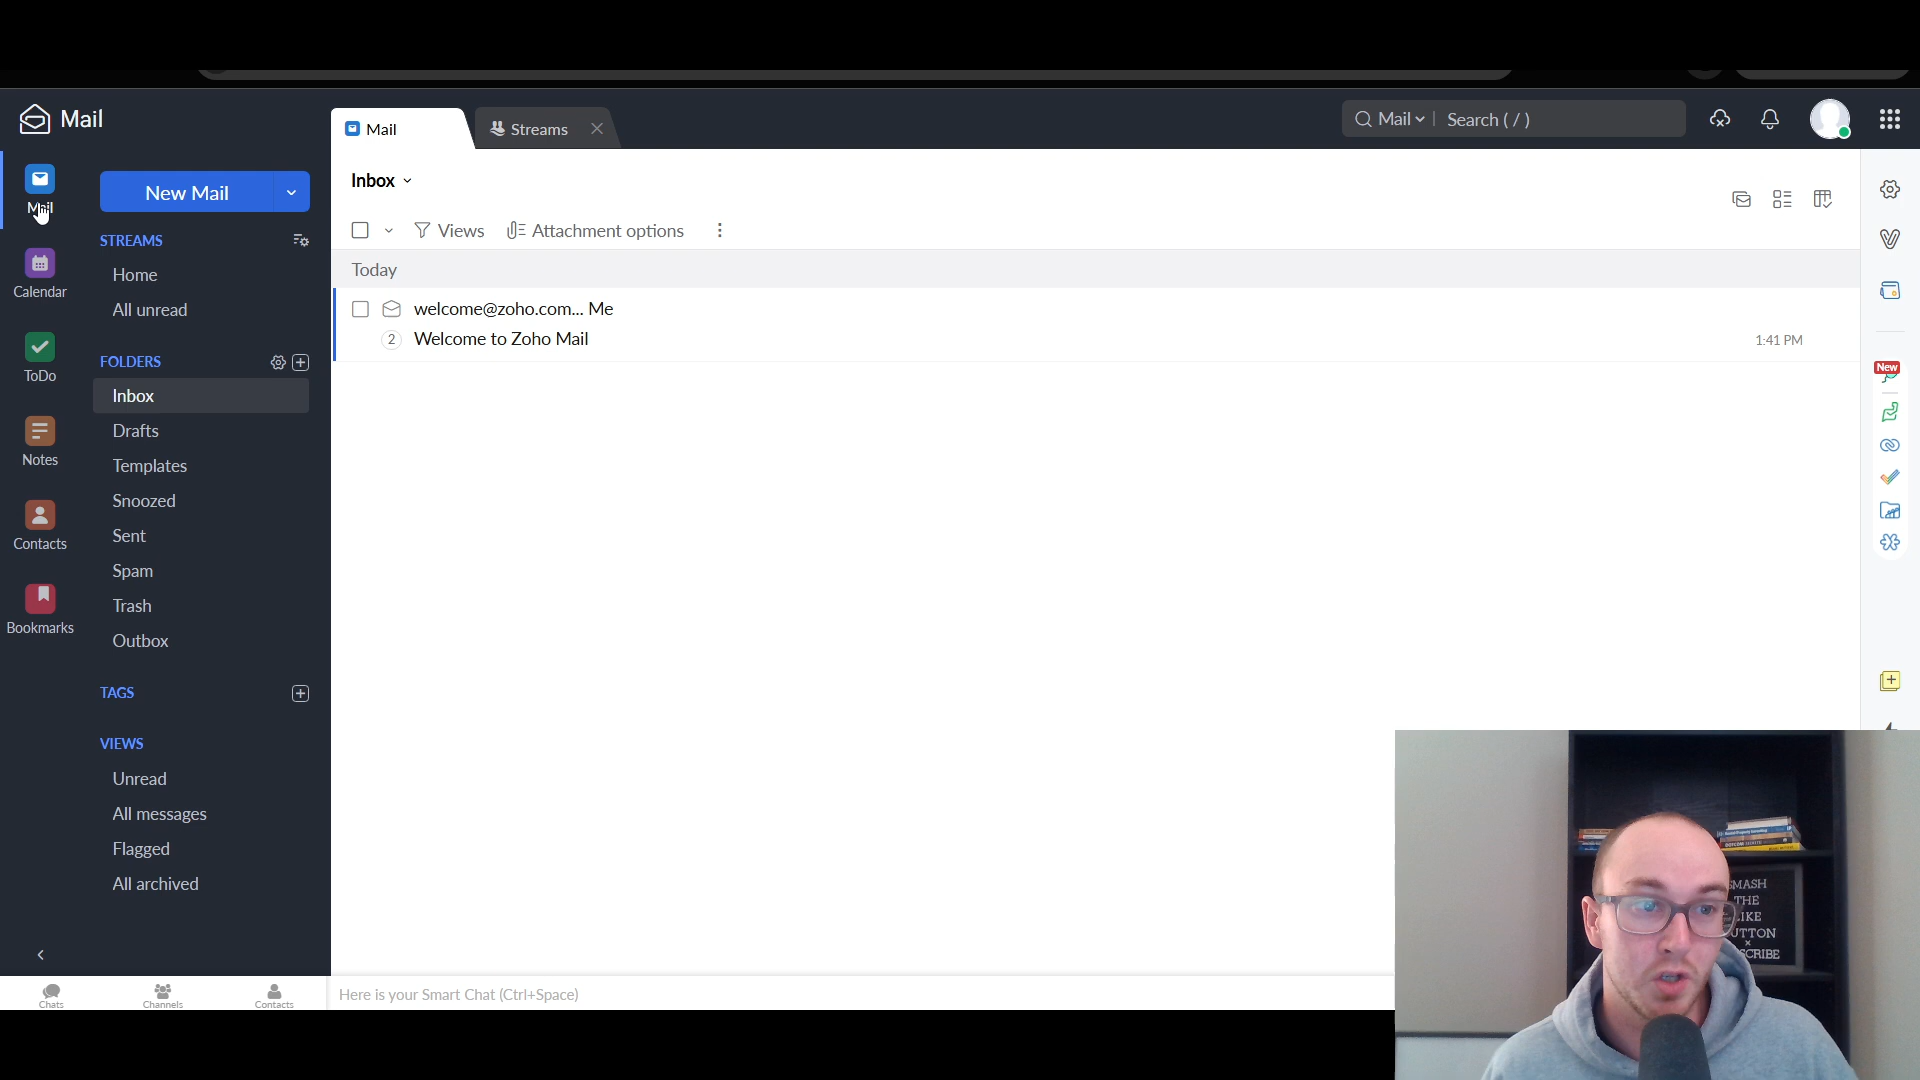 Mail
Mail
Streams
Mail
Search ( / )
Mail
Calendar
ToDo
Notes
Contacts
Bookmarks
New Mail
STREAMS
Home
All unread
FOLDERS
Inbox
Drafts
Templates
Snoozed
Sent
Spam
Trash
Outbox
TAGS
VIEWS
Unread
All messages
Flagged
All archived
Inbox
Views
Attachment options
Today
welcome@zoho.com... Me
2 Welcome to Zoho Mail
1:41 PM
New
Chats
Channels
Contacts
Here is your Smart Chat (Ctrl+Space)
SMASH
THE
LIKE